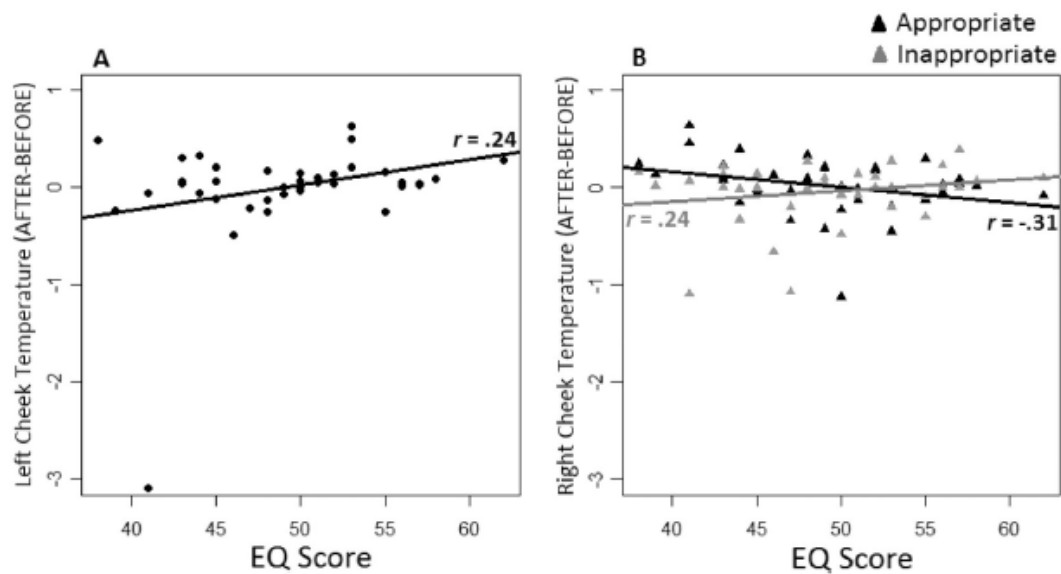 ▲ Appropriate
▲ Inappropriate
A
B
Left Cheek Temperature (AFTER-BEFORE)
1
0
-1
-2
-3
r = .24
40 45 50 55 60
EQ Score
Right Cheek Temperature (AFTER-BEFORE)
1
0
-1
-2
-3
r = .24
r = -.31
40 45 50 55 60
EQ Score